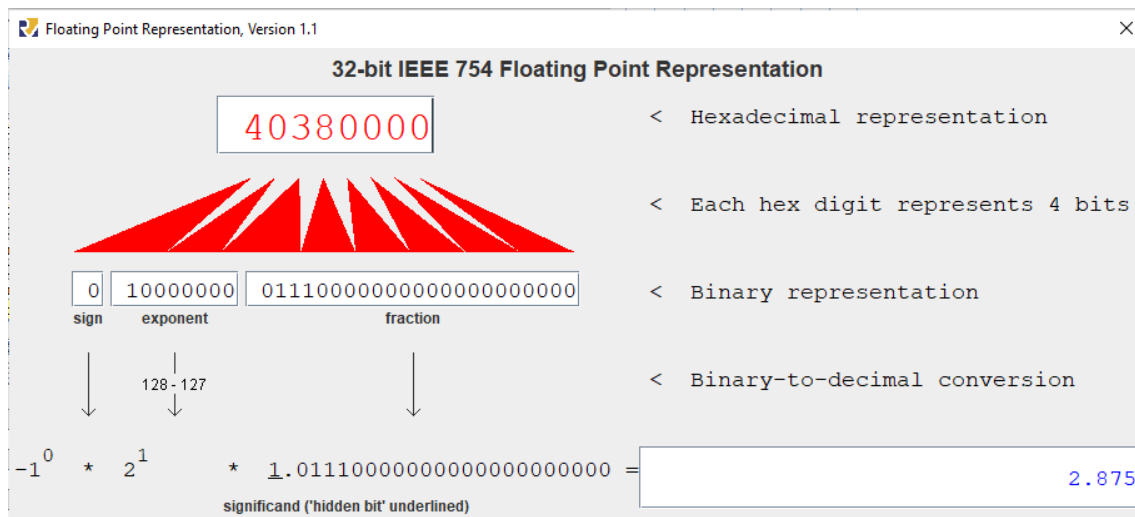 Floating Point Representation, Version 1.1
32-bit IEEE 754 Floating Point Representation
40380000
< Hexadecimal representation
< Each hex digit represents 4 bits
0 10000000 01110000000000000000000
< Binary representation
sign exponent fraction
128 - 127
< Binary-to-decimal conversion
-1^0 * 2^1 * 1.01110000000000000000000 = 2.875
significand ('hidden bit' underlined)